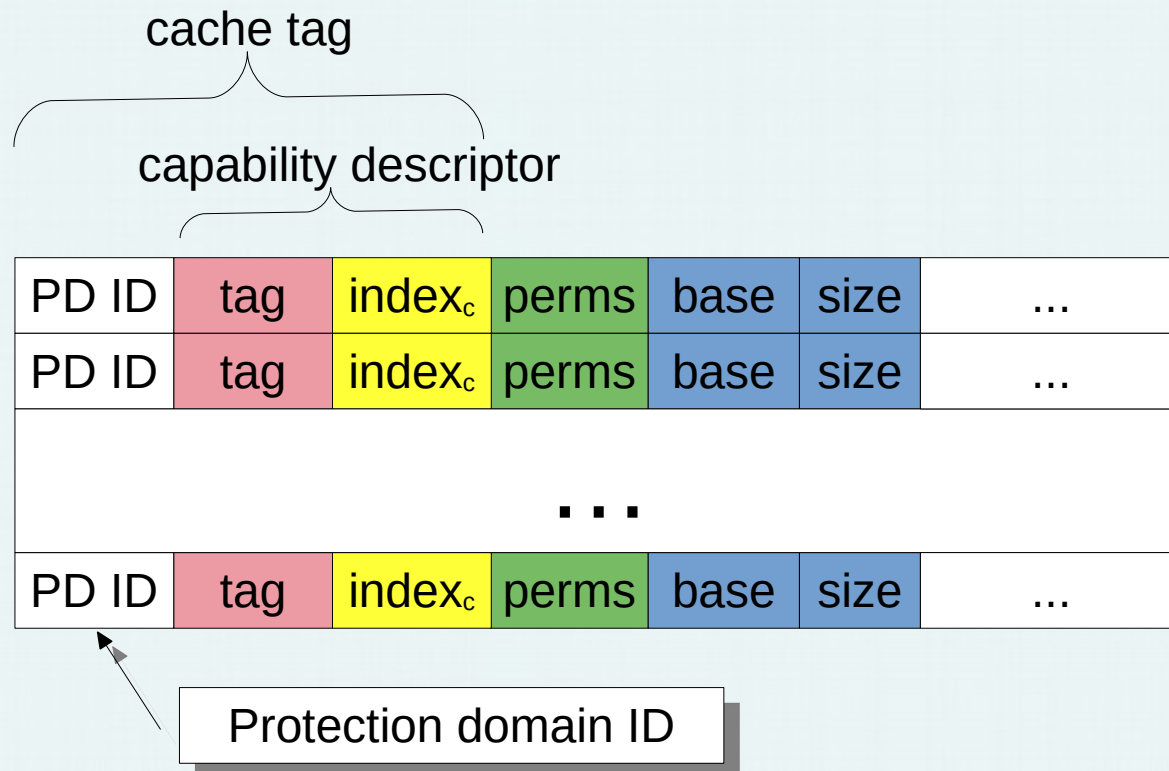 cache tag
capability descriptor
PD ID tag indexc perms base size ...
PD ID tag indexc perms base size ...
...
PD ID tag indexc perms base size ...
Protection domain ID